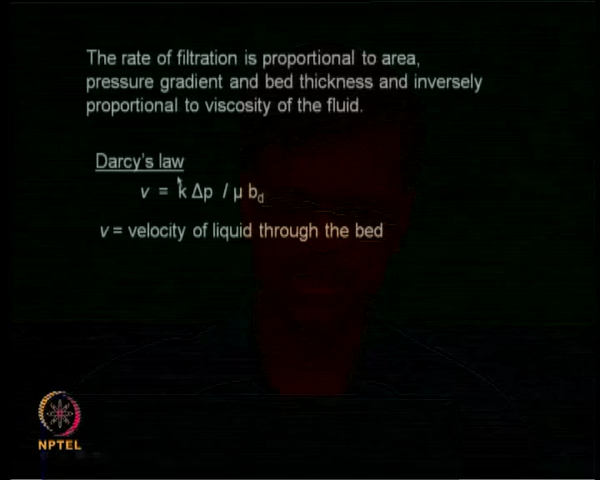 The rate of filtration is proportional to area,
pressure gradient and bed thickness and inversely
proportional to viscosity of the fluid.
Darcy's law
v = k Δp / μ b_d
v = velocity of liquid through the bed
NPTEL